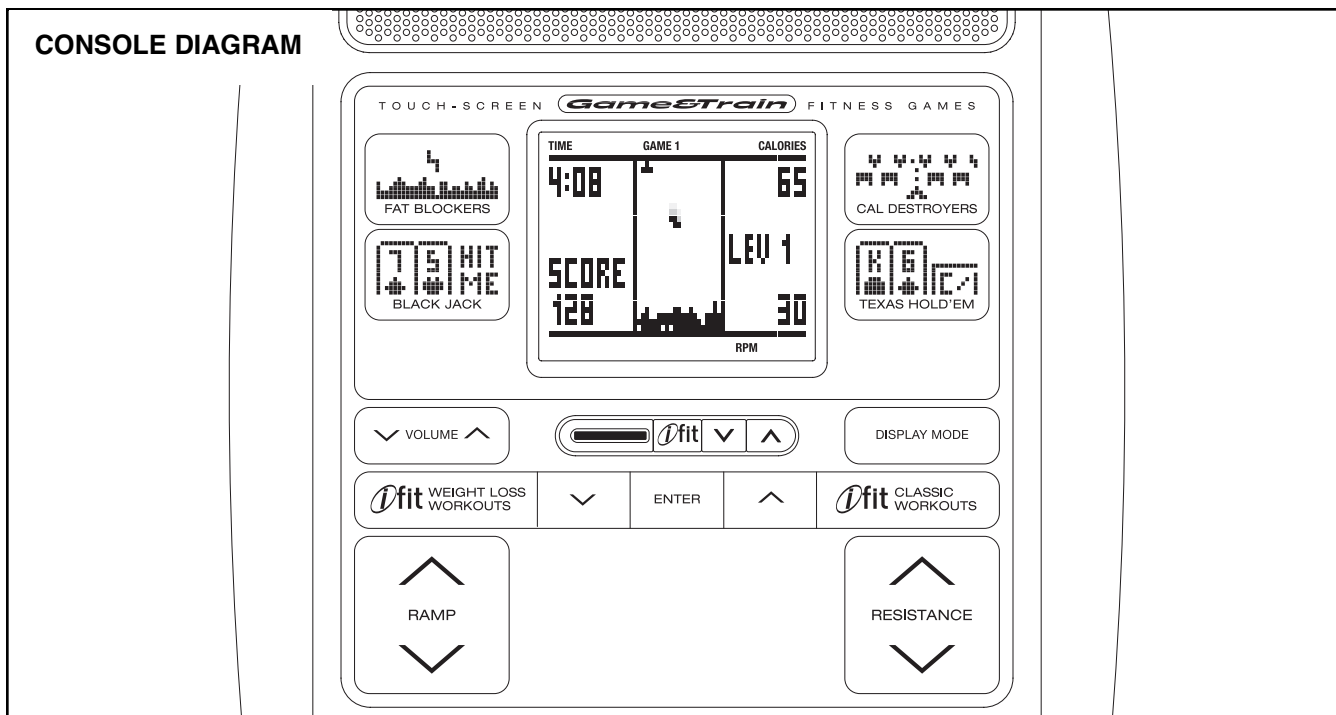 CONSOLE DIAGRAM
TOUCH-SCREEN Game&Train FITNESS GAMES
FAT BLOCKERS
7 5 HIT
ME
BLACK JACK
TIME GAME 1 CALORIES
4:08 65
LEV 1
SCORE
128 30
RPM
CAL DESTROYERS
K 6
TEXAS HOLD'EM
VOLUME
ifit
DISPLAY MODE
ifit WEIGHT LOSS
WORKOUTS
ENTER
ifit CLASSIC
WORKOUTS
RAMP
RESISTANCE